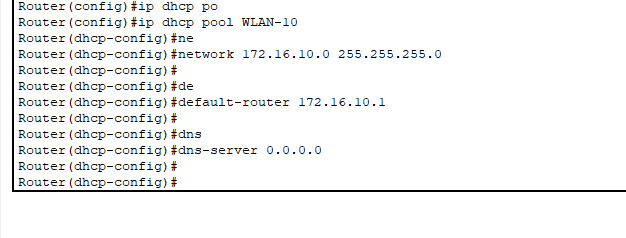 Router(config)#ip dhcp po
Router(config)#ip dhcp pool WLAN-10
Router(dhcp-config)#ne
Router(dhcp-config)#network 172.16.10.0 255.255.255.0
Router(dhcp-config)#
Router(dhcp-config)#de
Router(dhcp-config)#default-router 172.16.10.1
Router(dhcp-config)#
Router(dhcp-config)#dns
Router(dhcp-config)#dns-server 0.0.0.0
Router(dhcp-config)#
Router(dhcp-config)#